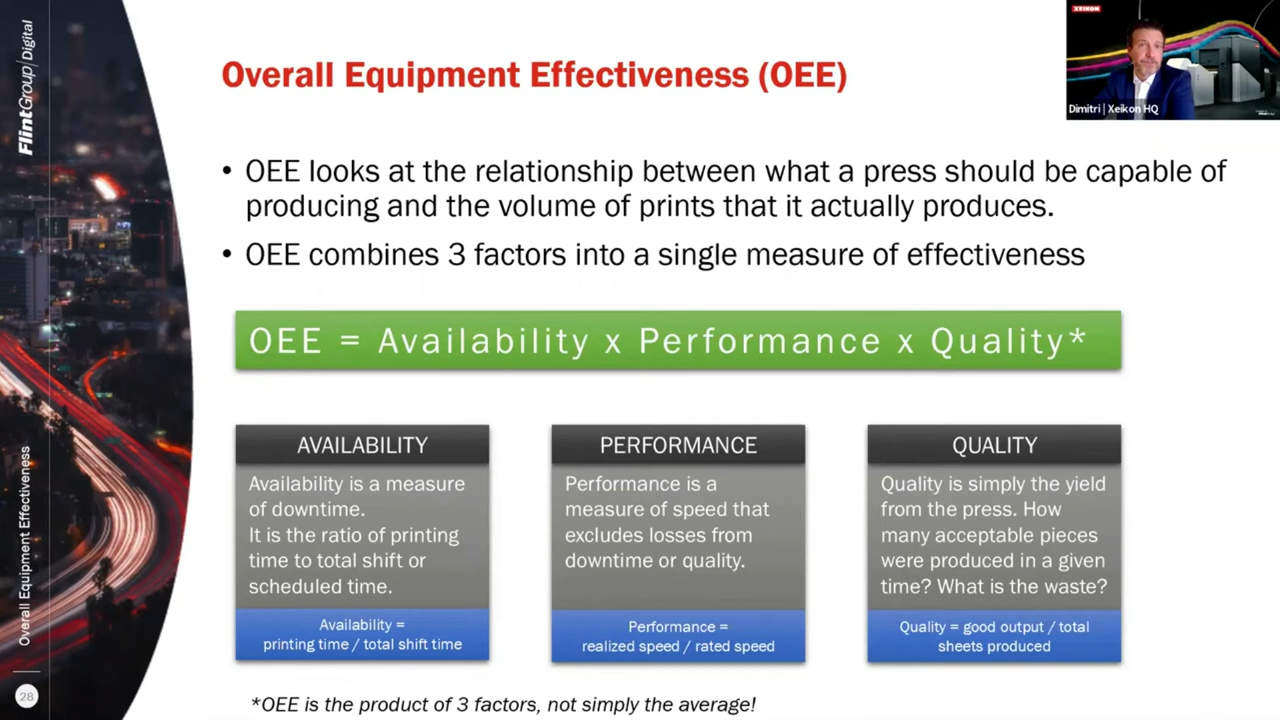 FlintGroup|Digital
Overall Equipment Effectiveness
28
XEIKON
Dimitri | Xeikon HQ
Overall Equipment Effectiveness (OEE)
• OEE looks at the relationship between what a press should be capable of
producing and the volume of prints that it actually produces.
• OEE combines 3 factors into a single measure of effectiveness
OEE = Availability x Performance x Quality*
AVAILABILITY
Availability is a measure
of downtime.
It is the ratio of printing
time to total shift or
scheduled time.
Availability =
printing time / total shift time
PERFORMANCE
Performance is a
measure of speed that
excludes losses from
downtime or quality.
Performance =
realized speed / rated speed
QUALITY
Quality is simply the yield
from the press. How
many acceptable pieces
were produced in a given
time? What is the waste?
Quality = good output / total
sheets produced
*OEE is the product of 3 factors, not simply the average!